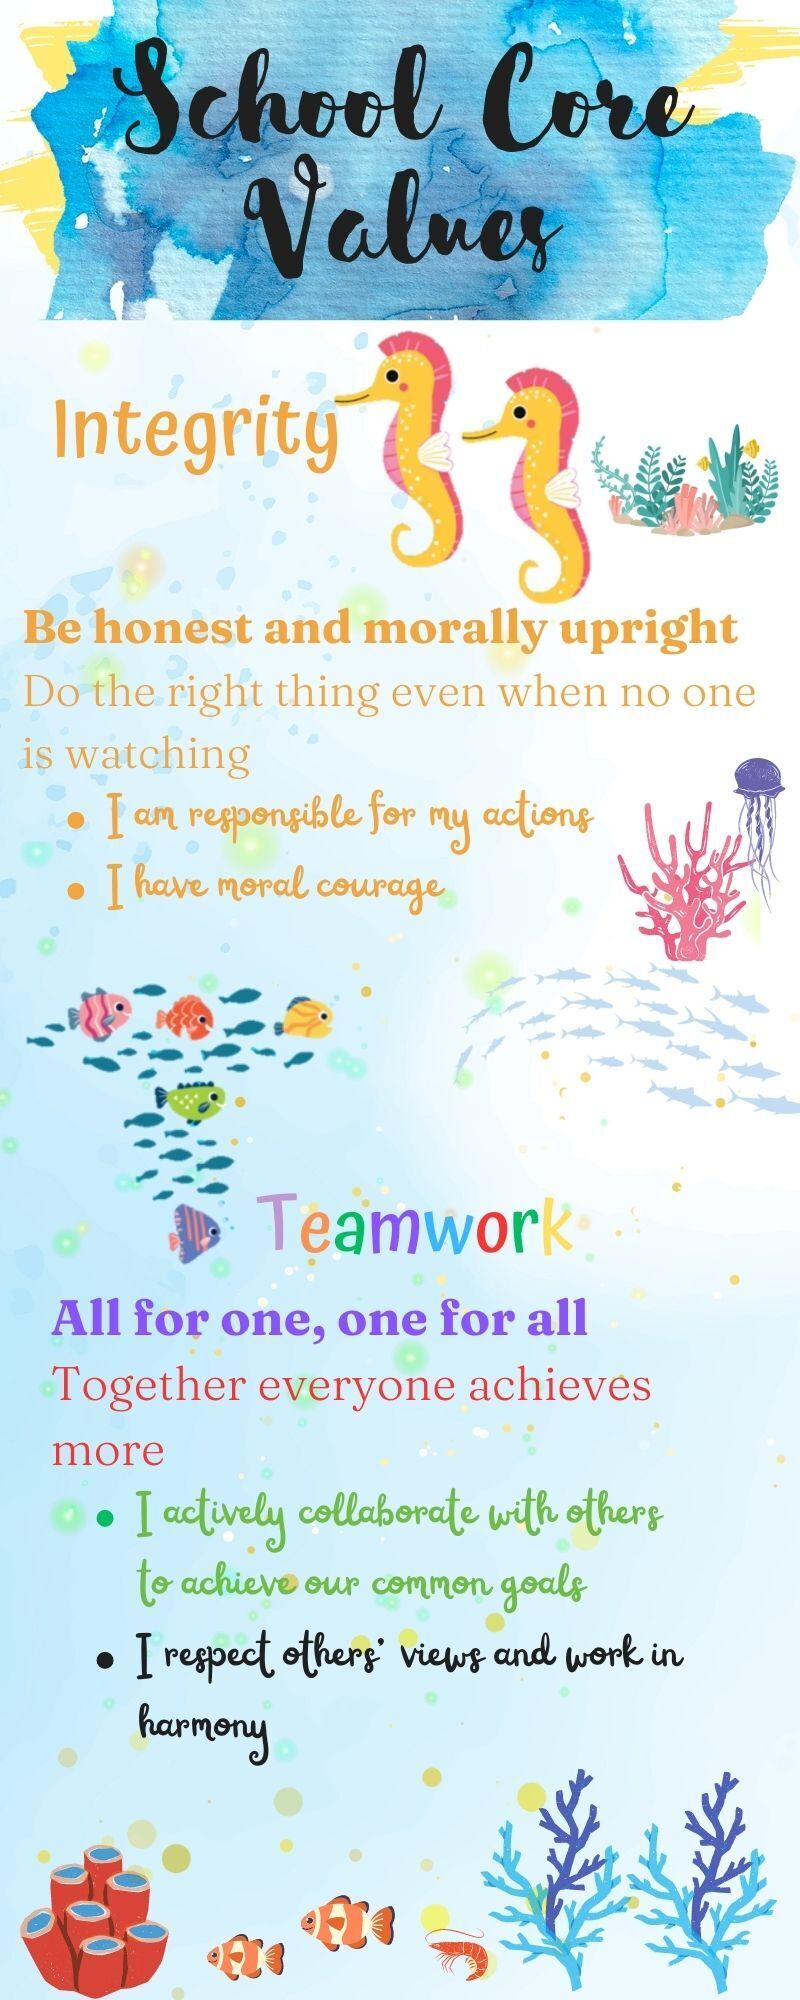 School Core
Values
Integrity
Be honest and morally upright
Do the right thing even when no one
is watching
• I am responsible for my actions
• I have moral courage
Teamwork
All for one, one for all
Together everyone achieves
more
• I actively collaborate with others
to achieve our common goals
• I respect others' views and work in
harmony